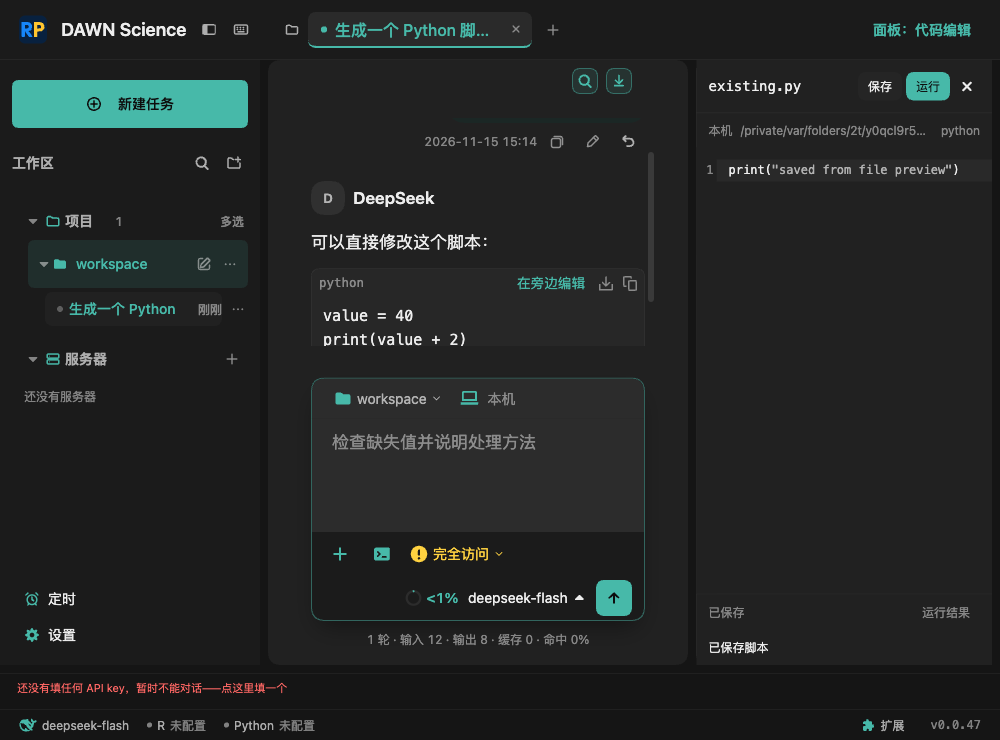 RP DAWN Science
生成一个 Python 脚...
面板：代码编辑
新建任务
工作区
项目 1 多选
workspace
生成一个 Python 刚刚
服务器
还没有服务器
定时
设置
2026-11-15 15:14
D DeepSeek
可以直接修改这个脚本：
python 在旁边编辑
value = 40
print(value + 2)
workspace 本机
检查缺失值并说明处理方法
完全访问
<1% deepseek-flash
1 轮 · 输入 12 · 输出 8 · 缓存 0 · 命中 0%
existing.py 保存 运行
本机 /private/var/folders/2t/y0qcl9r5... python
1 print("saved from file preview")
已保存 运行结果
已保存脚本
还没有填任何 API key，暂时不能对话——点这里填一个
deepseek-flash R 未配置 Python 未配置
扩展 v0.0.47